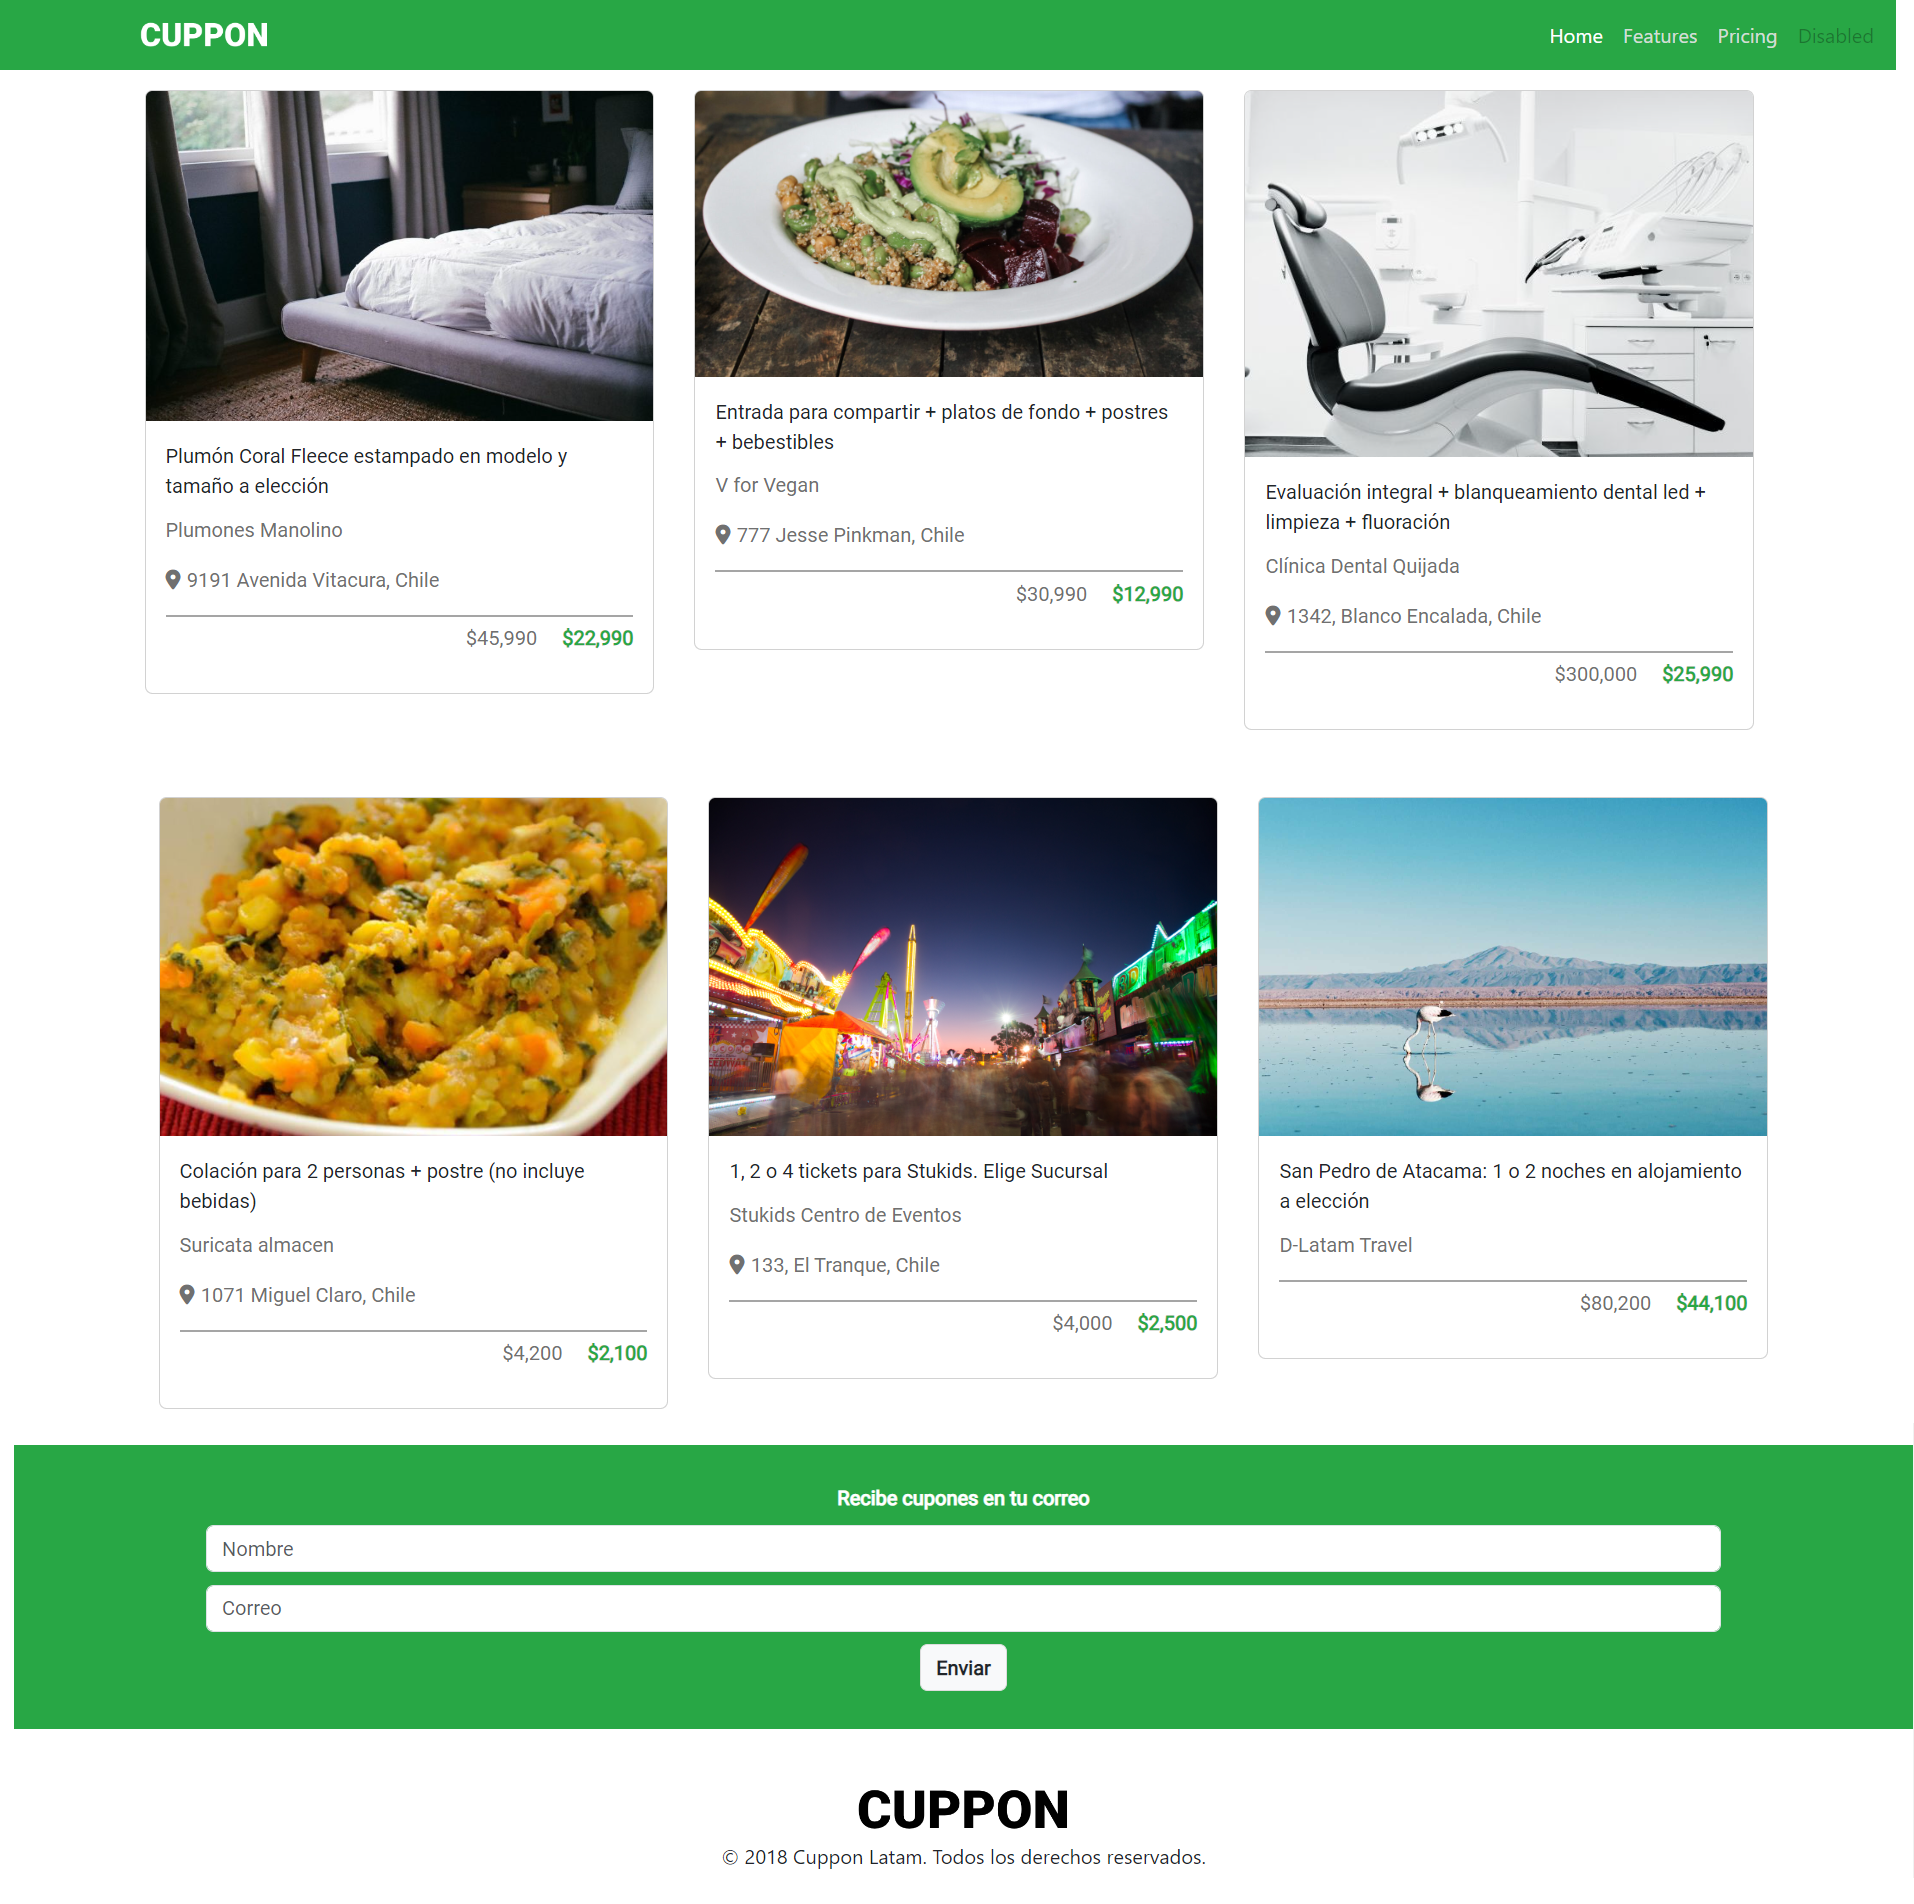 CUPPON
Home Features Pricing Disabled
Plumón Coral Fleece estampado en modelo y
tamaño a elección
Plumones Manolino
9191 Avenida Vitacura, Chile
$45,990 $22,990
Entrada para compartir + platos de fondo + postres
+ bebestibles
V for Vegan
777 Jesse Pinkman, Chile
$30,990 $12,990
Evaluación integral + blanqueamiento dental led +
limpieza + fluoración
Clínica Dental Quijada
1342, Blanco Encalada, Chile
$300,000 $25,990
Colación para 2 personas + postre (no incluye
bebidas)
Suricata almacen
1071 Miguel Claro, Chile
$4,200 $2,100
1, 2 o 4 tickets para Stukids. Elige Sucursal
Stukids Centro de Eventos
133, El Tranque, Chile
$4,000 $2,500
San Pedro de Atacama: 1 o 2 noches en alojamiento
a elección
D-Latam Travel
$80,200 $44,100
Recibe cupones en tu correo
Nombre
Correo
Enviar
CUPPON
© 2018 Cuppon Latam. Todos los derechos reservados.